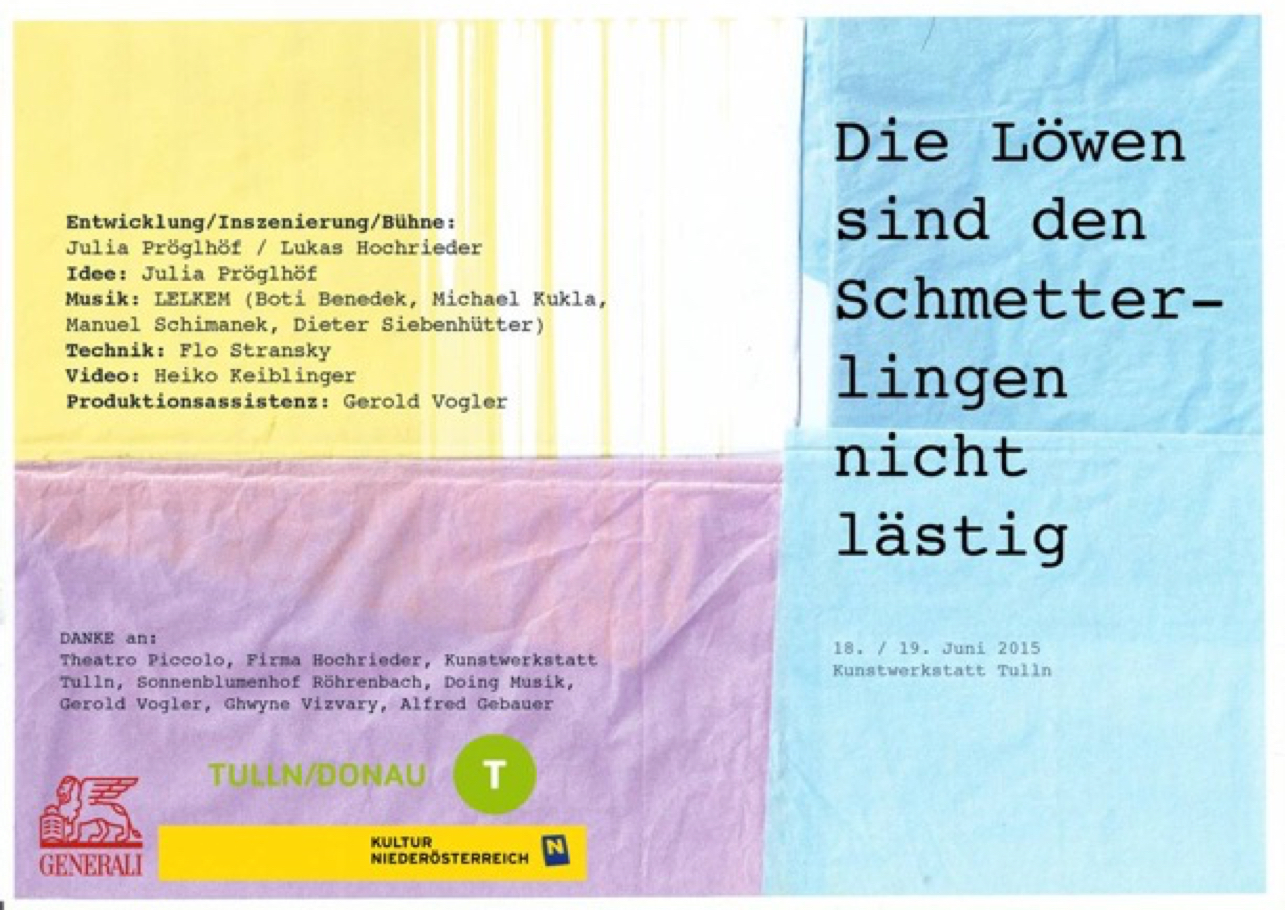 Entwicklung/Inszenierung/Bühne:
Julia Pröglhöf / Lukas Hochrieder
Idee: Julia Pröglhöf
Musik: LELKEM (Boti Benedek, Michael Kukla,
Manuel Schimanek, Dieter Siebenhütter)
Technik: Flo Stransky
Video: Heiko Keiblinger
Produktionsassistenz: Gerold Vogler
DANKE an:
Theatro Piccolo, Firma Hochrieder, Kunstwerkstatt
Tulln, Sonnenblumenhof Röhrenbach, Doing Musik,
Gerold Vogler, Ghwyne Vizvary, Alfred Gebauer
TULLN/DONAU T
GENERALI
KULTUR
NIEDERÖSTERREICH N
Die Löwen
sind den
Schmetter-
lingen
nicht
lästig
18. / 19. Juni 2015
Kunstwerkstatt Tulln